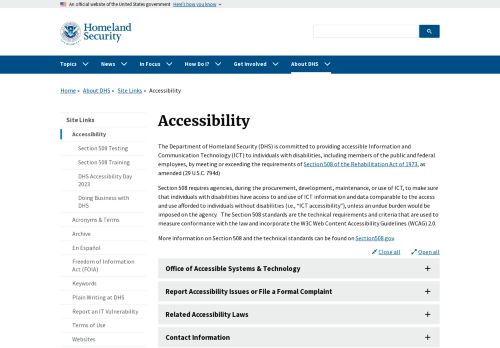 An official website of the United States government Here's how you know
Homeland
Security
Topics News In Focus How Do I? Get Involved About DHS
Home » About DHS » Site Links » Accessibility
Site Links
Accessibility
Section 508 Testing
Section 508 Training
DHS Accessibility Day
2023
Doing Business with
DHS
Acronyms & Terms
Archive
En Español
Freedom of Information
Act (FOIA)
Keywords
Plain Writing at DHS
Report an IT Vulnerability
Terms of Use
Websites
Accessibility
The Department of Homeland Security (DHS) is committed to providing accessible Information and
Communication Technology (ICT) to individuals with disabilities, including members of the public and federal
employees, by meeting or exceeding the requirements of Section 508 of the Rehabilitation Act of 1973, as
amended (29 U.S.C. 794d)
Section 508 requires agencies, during the procurement, development, maintenance, or use of ICT, to make sure
that individuals with disabilities have access to and use of ICT information and data comparable to the access
and use afforded to individuals without disabilities (i.e., "ICT accessibility"), unless an undue burden would be
imposed on the agency. The Section 508 standards are the technical requirements and criteria that are used to
measure conformance with the law and incorporate the W3C Web Content Accessibility Guidelines (WCAG) 2.0.
More information on Section 508 and the technical standards can be found on Section508.gov.
Close all Open all
Office of Accessible Systems & Technology +
Report Accessibility Issues or File a Formal Complaint +
Related Accessibility Laws +
Contact Information +